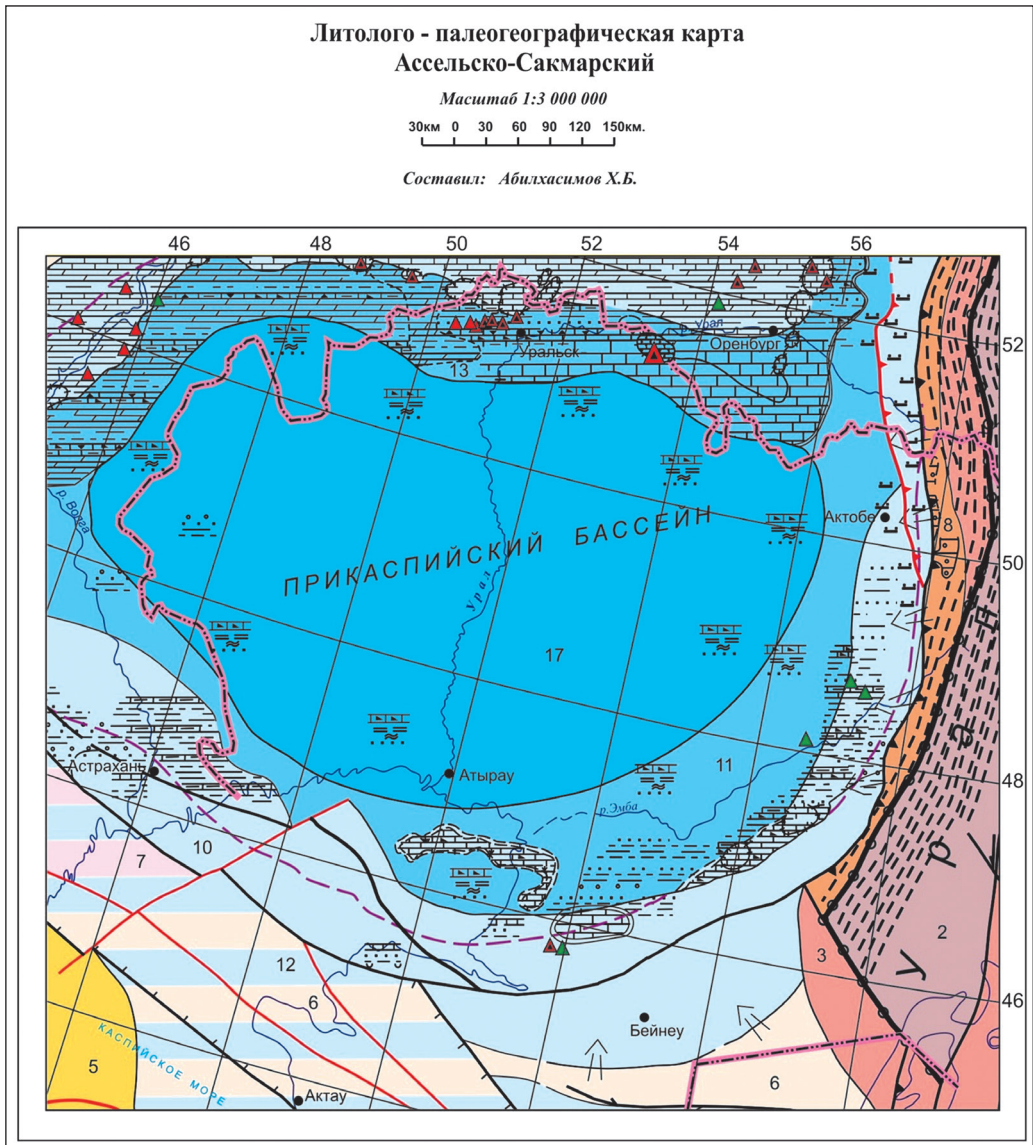 Литолого - палеогеографическая карта
Ассельско-Сакмарский
Масштаб 1:3 000 000
30км 0 30 60 90 120 150км.
Составил: Абилхасимов Х.Б.
46 48 50 52 54 56
р. Урал
Оренбург
52
Уральск
13
р. Волга
Актобе
8
ПРИКАСПИЙСКИЙ БАССЕЙН
Урал
50
17
Астрахань
Атырау
11
48
р.Эмба
10
7
Урал
2
12
3
6
46
Бейнеу
КАСПИЙСКОЕ МОРЕ
5
6
Актау